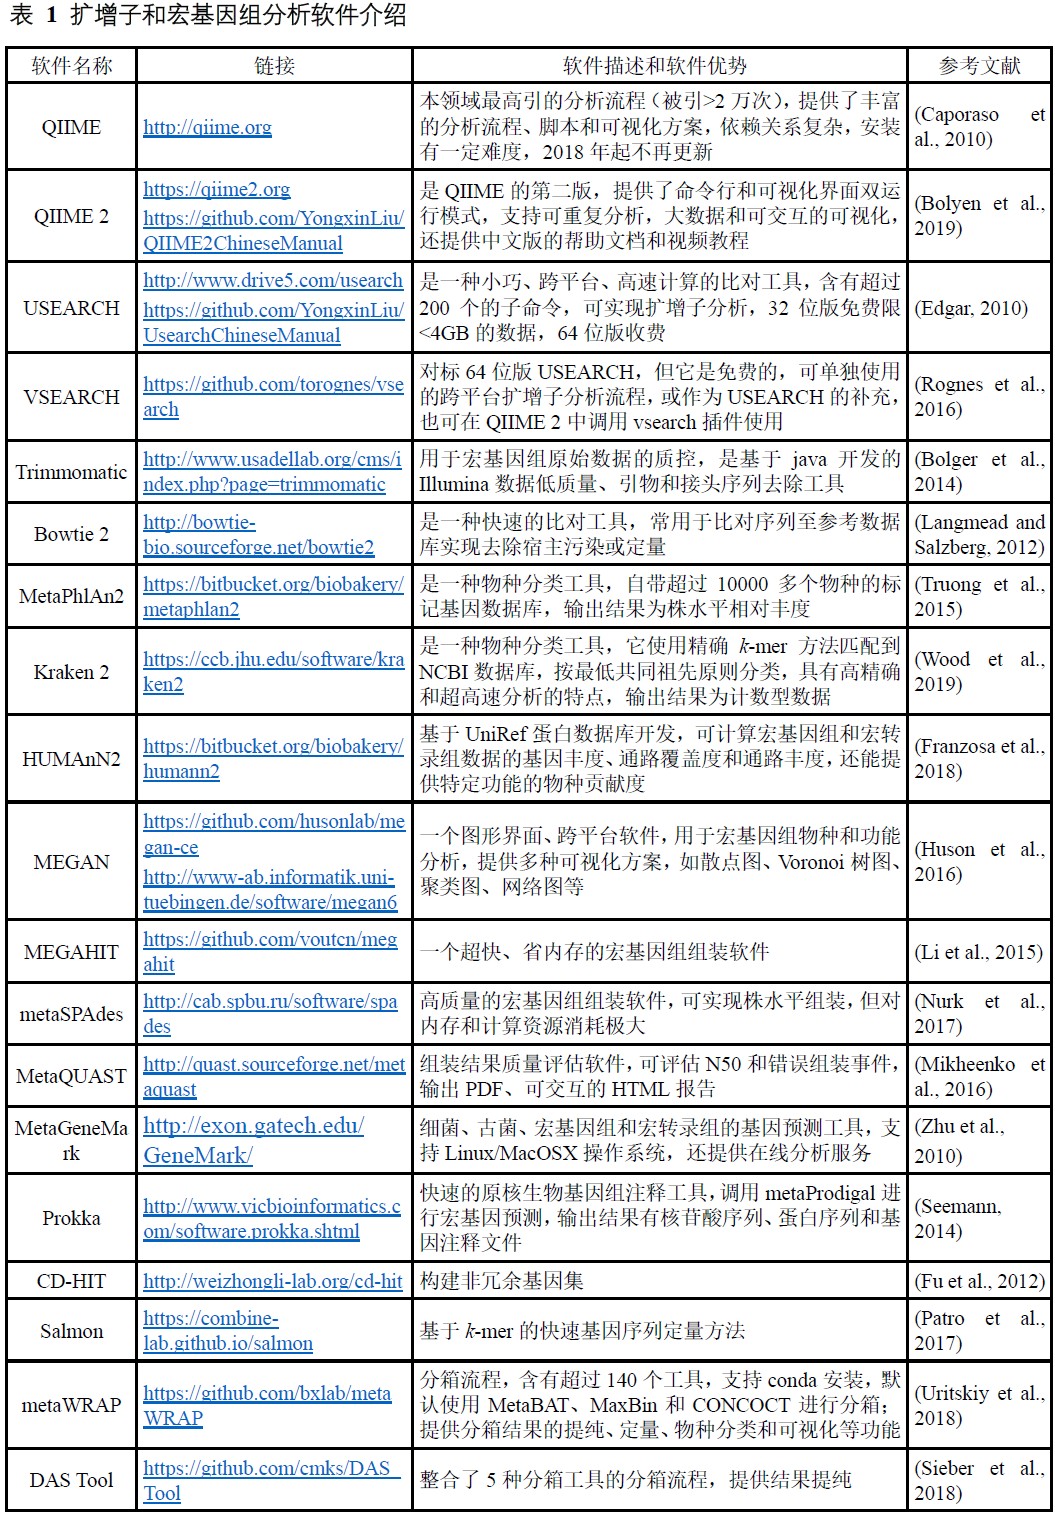 表 1 扩增子和宏基因组分析软件介绍
软件名称 链接 软件描述和软件优势 参考文献
QIIME
http://qiime.org
本领域最高引的分析流程（被引>2 万次），提供了丰富
的分析流程、脚本和可视化方案，依赖关系复杂，安装
有一定难度，2018 年起不再更新
(Caporaso et
al., 2010)
QIIME 2
https://qiime2.org
https://github.com/YongxinLiu/
QIIME2ChineseManual
是 QIIME 的第二版，提供了命令行和可视化界面双运
行模式，支持可重复分析，大数据和可交互的可视化，
还提供中文版的帮助文档和视频教程
(Bolyen et al.,
2019)
USEARCH
http://www.drive5.com/usearch
https://github.com/YongxinLiu/
UsearchChineseManual
是一种小巧、跨平台、高速计算的比对工具，含有超过
200 个的子命令，可实现扩增子分析，32 位版免费限
<4GB 的数据，64 位版收费
(Edgar, 2010)
VSEARCH
https://github.com/torognes/vse
arch
对标 64 位版 USEARCH，但它是免费的，可单独使用
的跨平台扩增子分析流程，或作为 USEARCH 的补充，
也可在 QIIME 2 中调用 vsearch 插件使用
(Rognes et al.,
2016)
Trimmomatic
http://www.usadellab.org/cms/i
ndex.php?page=trimmomatic
用于宏基因组原始数据的质控，是基于 java 开发的
Illumina 数据低质量、引物和接头序列去除工具
(Bolger et al.,
2014)
Bowtie 2
http://bowtie-
bio.sourceforge.net/bowtie2
是一种快速的比对工具，常用于比对序列至参考数据
库实现去除宿主污染或定量
(Langmead and
Salzberg, 2012)
MetaPhlAn2
https://bitbucket.org/biobakery/
metaphlan2
是一种物种分类工具，自带超过 10000 多个物种的标
记基因数据库，输出结果为株水平相对丰度
(Truong et al.,
2015)
Kraken 2
https://ccb.jhu.edu/software/kra
ken2
是一种物种分类工具，它使用精确 k-mer 方法匹配到
NCBI 数据库，按最低共同祖先原则分类，具有高精确
和超高速分析的特点，输出结果为计数型数据
(Wood et al.,
2019)
HUMAnN2
https://bitbucket.org/biobakery/
humann2
基于 UniRef 蛋白数据库开发，可计算宏基因组和宏转
录组数据的基因丰度、通路覆盖度和通路丰度，还能提
供特定功能的物种贡献度
(Franzosa et al.,
2018)
MEGAN
https://github.com/husonlab/me
gan-ce
http://www-ab.informatik.uni-
tuebingen.de/software/megan6
一个图形界面、跨平台软件，用于宏基因组物种和功能
分析，提供多种可视化方案，如散点图、Voronoi 树图、
聚类图、网络图等
(Huson et al.,
2016)
MEGAHIT
https://github.com/voutcn/meg
ahit
一个超快、省内存的宏基因组组装软件
(Li et al., 2015)
metaSPAdes
http://cab.spbu.ru/software/spa
des
高质量的宏基因组组装软件，可实现株水平组装，但对
内存和计算资源消耗极大
(Nurk et al.,
2017)
MetaQUAST
http://quast.sourceforge.net/met
aquast
组装结果质量评估软件，可评估 N50 和错误组装事件，
输出 PDF、可交互的 HTML 报告
(Mikheenko et
al., 2016)
MetaGeneMa
rk
http://exon.gatech.edu/
GeneMark/
细菌、古菌、宏基因组和宏转录组的基因预测工具，支
持 Linux/MacOSX 操作系统，还提供在线分析服务
(Zhu et al.,
2010)
Prokka
http://www.vicbioinformatics.c
om/software.prokka.shtml
快速的原核生物基因组注释工具，调用 metaProdigal 进
行宏基因预测，输出结果有核苷酸序列、蛋白序列和基
因注释文件
(Seemann,
2014)
CD-HIT
http://weizhongli-lab.org/cd-hit
构建非冗余基因集
(Fu et al., 2012)
Salmon
https://combine-
lab.github.io/salmon
基于 k-mer 的快速基因序列定量方法
(Patro et al.,
2017)
metaWRAP
https://github.com/bxlab/meta
WRAP
分箱流程，含有超过 140 个工具，支持 conda 安装，默
认使用 MetaBAT、MaxBin 和 CONCOCT 进行分箱；
提供分箱结果的提纯、定量、物种分类和可视化等功能
(Uritskiy et al.,
2018)
DAS Tool
https://github.com/cmks/DAS_
Tool
整合了 5 种分箱工具的分箱流程，提供结果提纯
(Sieber et al.,
2018)